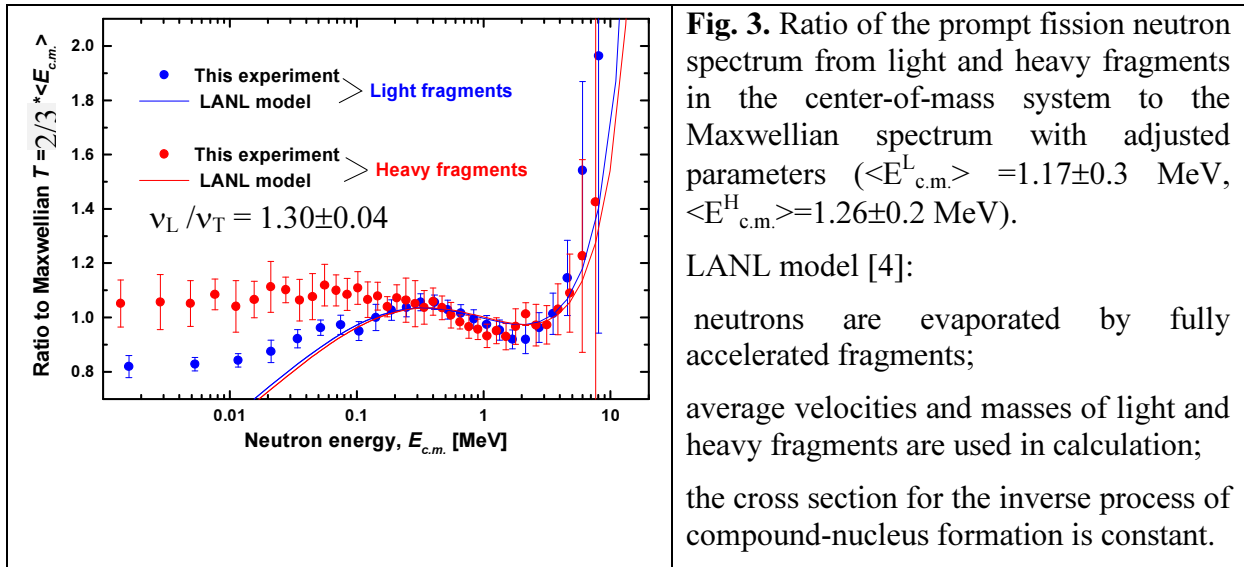 Ratio to Maxwellian T = 2/3 *<E_c.m.>
2.0
1.8
1.6
1.4
1.2
1.0
0.8
This experiment
LANL model
Light fragments
This experiment
LANL model
Heavy fragments
ν_L /ν_T = 1.30±0.04
0.01 0.1 1 10
Neutron energy, E_c.m. [MeV]
Fig. 3. Ratio of the prompt fission neutron
spectrum from light and heavy fragments
in the center-of-mass system to the
Maxwellian spectrum with adjusted
parameters (<E^L_c.m.> =1.17±0.3 MeV,
<E^H_c.m.>=1.26±0.2 MeV).
LANL model [4]:
neutrons are evaporated by fully
accelerated fragments;
average velocities and masses of light and
heavy fragments are used in calculation;
the cross section for the inverse process of
compound-nucleus formation is constant.